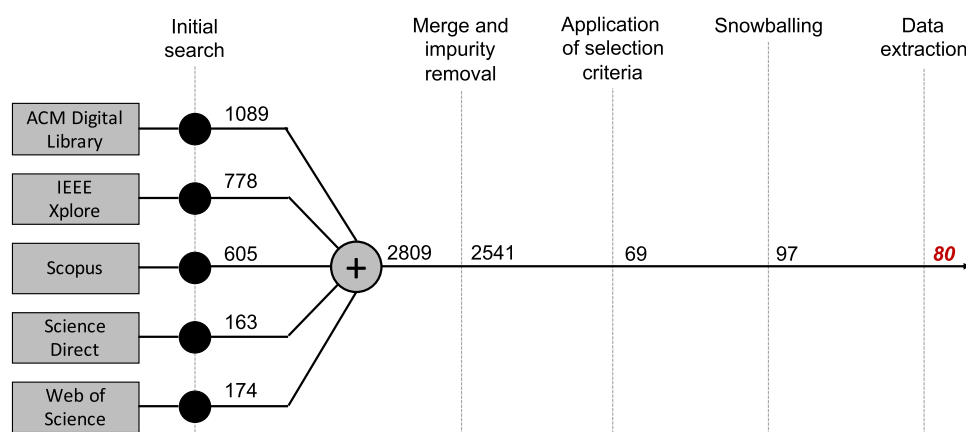 Initial
search
Merge and
impurity
removal
Application
of selection
criteria
Snowballing
Data
extraction
ACM Digital
Library
1089
IEEE
Xplore
778
Scopus
605
+
2809
2541
69
97
80
Science
Direct
163
Web of
Science
174